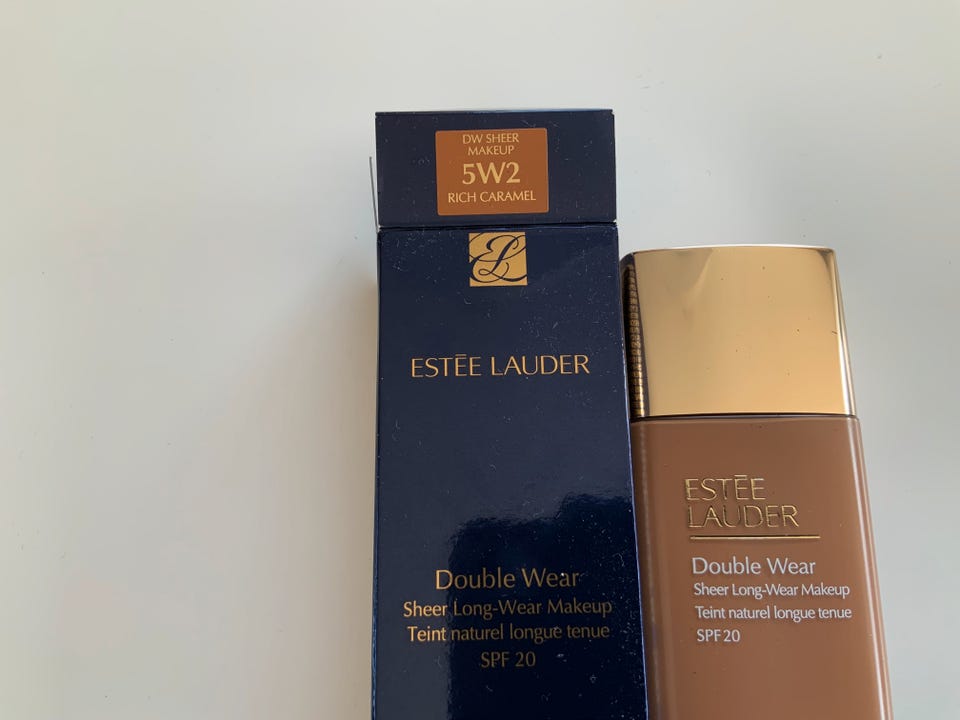 DW SHEER
MAKEUP
5W2
RICH CARAMEL
EL
ESTĒE LAUDER
Double Wear
Sheer Long-Wear Makeup
Teint naturel longue tenue
SPF 20
ESTĒE
LAUDER
Double Wear
Sheer Long-Wear Makeup
Teint naturel longue tenue
SPF 20